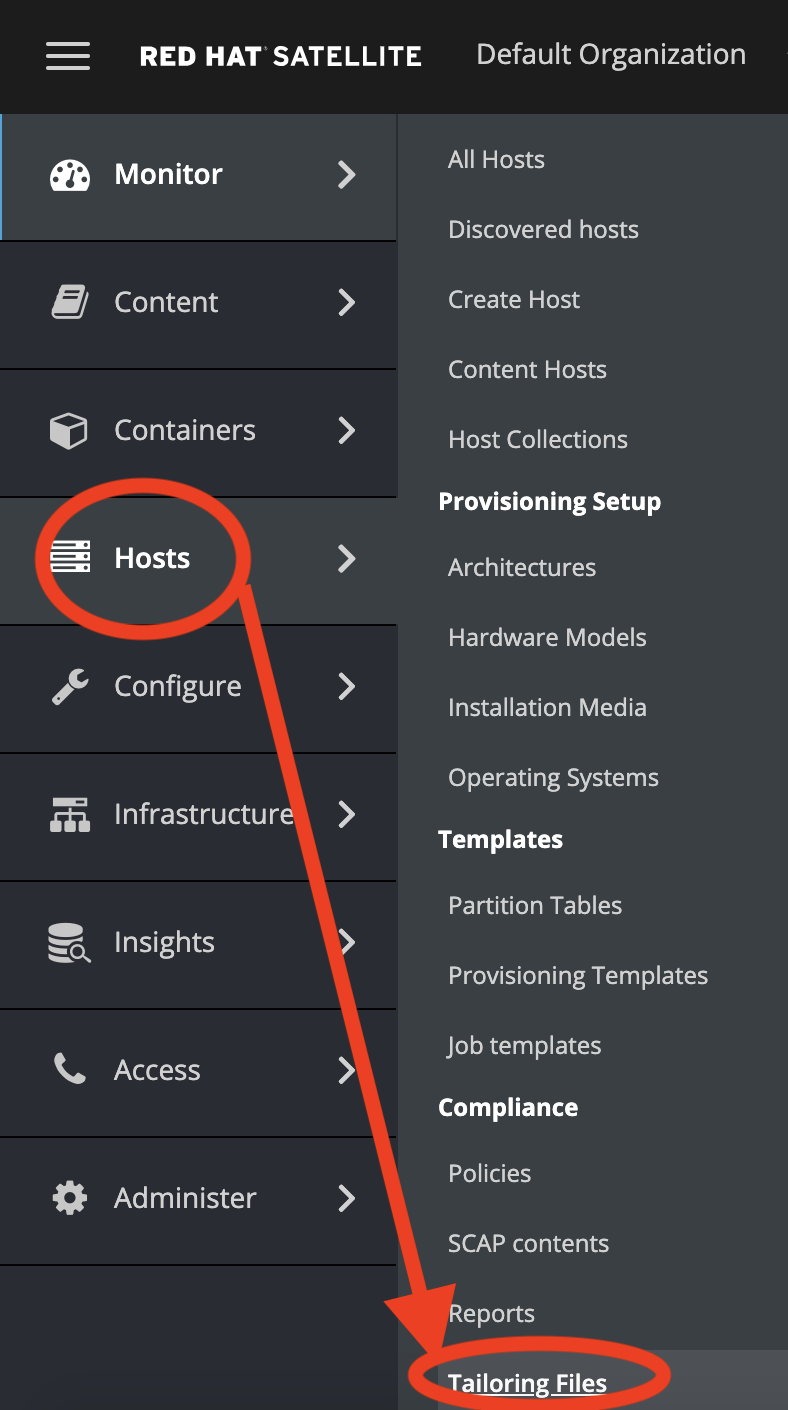 RED HAT SATELLITE
Default Organization
Monitor
Content
Containers
Hosts
Configure
Infrastructure
Insights
Access
Administer
All Hosts
Discovered hosts
Create Host
Content Hosts
Host Collections
Provisioning Setup
Architectures
Hardware Models
Installation Media
Operating Systems
Templates
Partition Tables
Provisioning Templates
Job templates
Compliance
Policies
SCAP contents
Reports
Tailoring Files